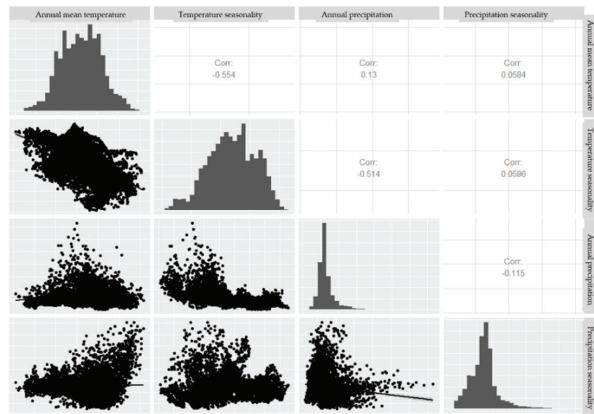 Annual mean temperature
Temperature seasonality
Annual precipitation
Precipitation seasonality
Corr:
-0.554
Corr:
0.13
Corr:
0.0584
Annual mean temperature
Corr:
-0.514
Corr:
0.0596
Temperature seasonality
Corr:
-0.115
Annual precipitation
Precipitation seasonality